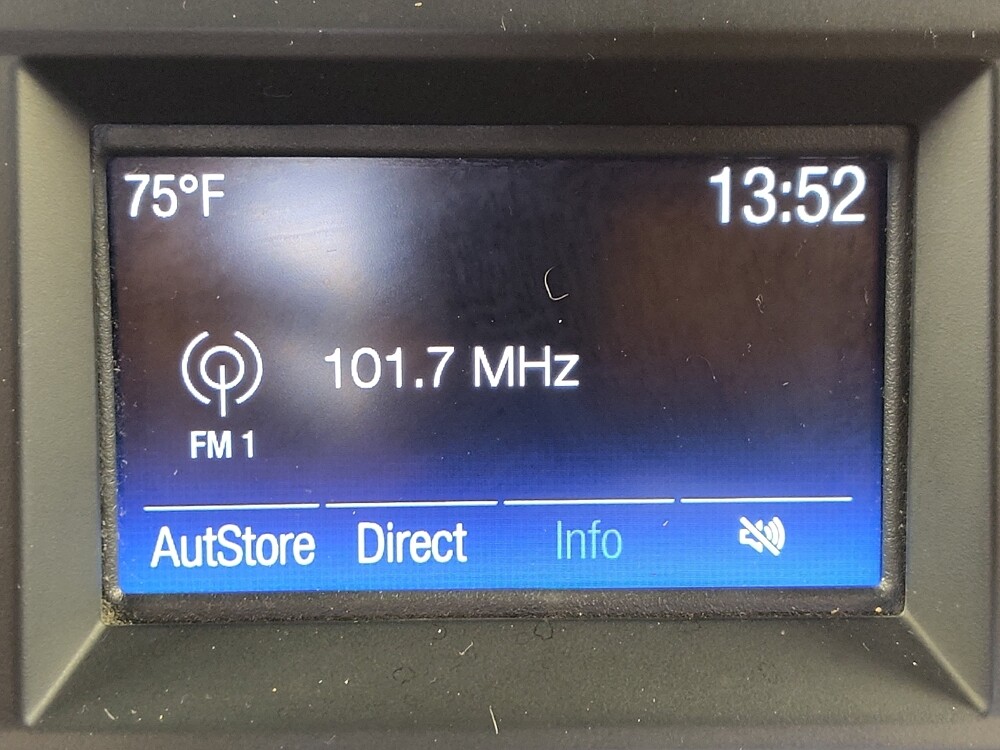 75°F 13:52
101.7 MHz
FM 1
AutStore Direct Info